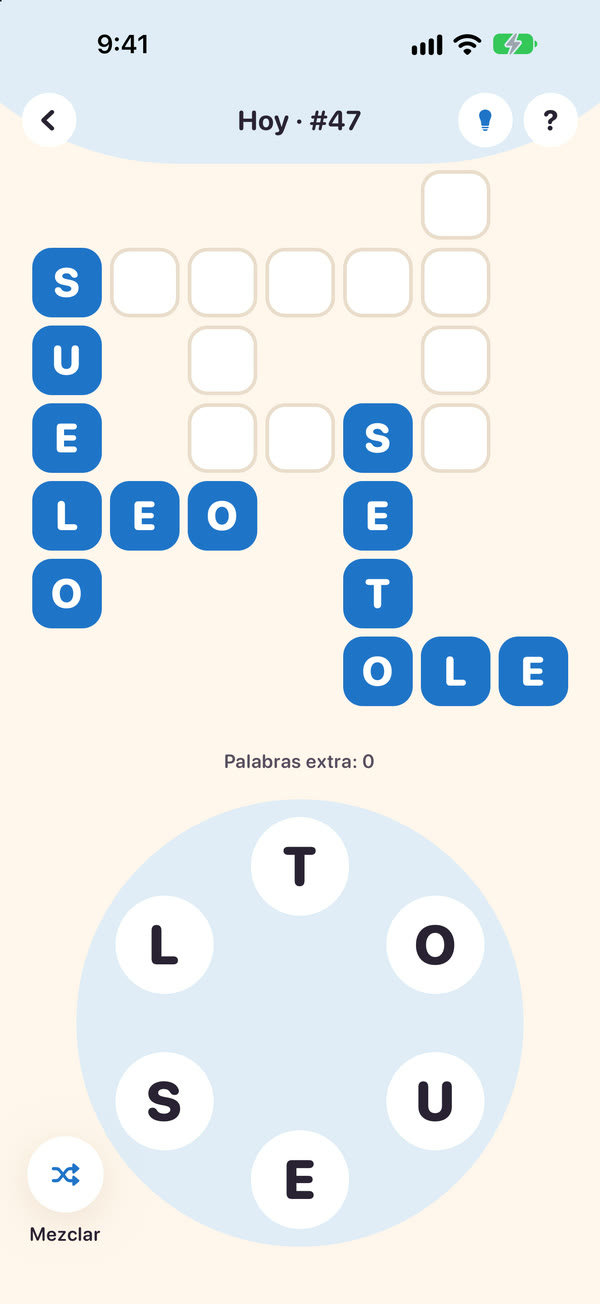 9:41
Hoy · #47
?
S
U
E S
L E O E
O T
O L E
Palabras extra: 0
T
L O
S U
E
Mezclar